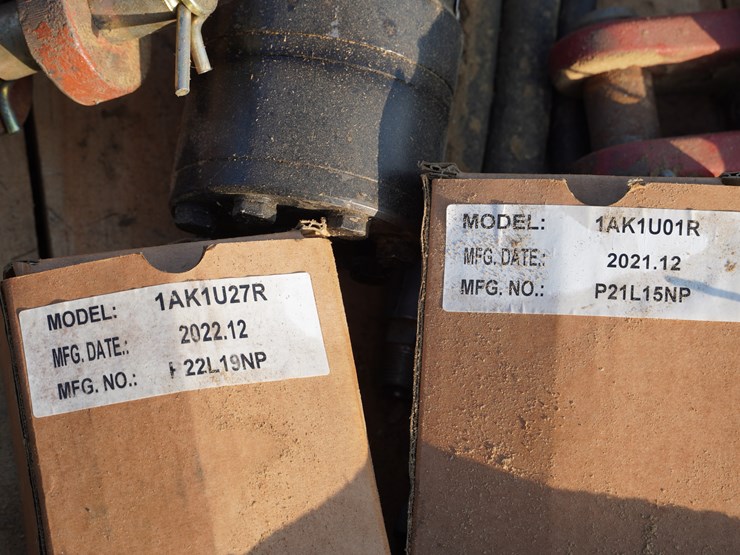 MODEL: 1AK1U27R
MFG. DATE.: 2022.12
MFG. NO.: P22L19NP
MODEL: 1AK1U01R
MFG. DATE.: 2021.12
MFG. NO.: P21L15NP